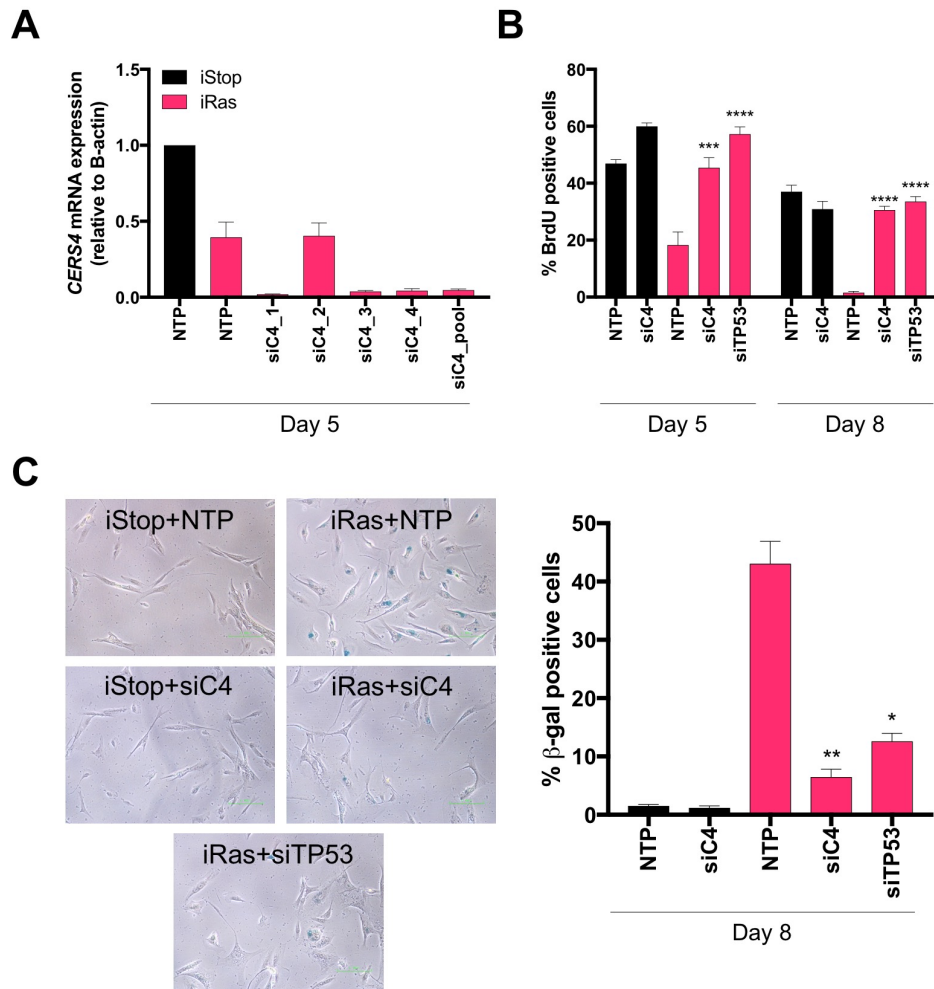 A
CERS4 mRNA expression
(relative to B-actin)
1.5
1.0
0.5
0.0
iStop
iRas
NTP
NTP
siC4_1
siC4_2
siC4_3
siC4_4
siC4_pool
Day 5
B
% BrdU positive cells
80
60
40
20
0
***
****
****
****
NTP
siC4
NTP
siC4
siTP53
NTP
siC4
NTP
siC4
siTP53
Day 5
Day 8
C
iStop+NTP
iRas+NTP
iStop+siC4
iRas+siC4
iRas+siTP53
% β-gal positive cells
50
40
30
20
10
0
**
*
NTP
siC4
NTP
siC4
siTP53
Day 8